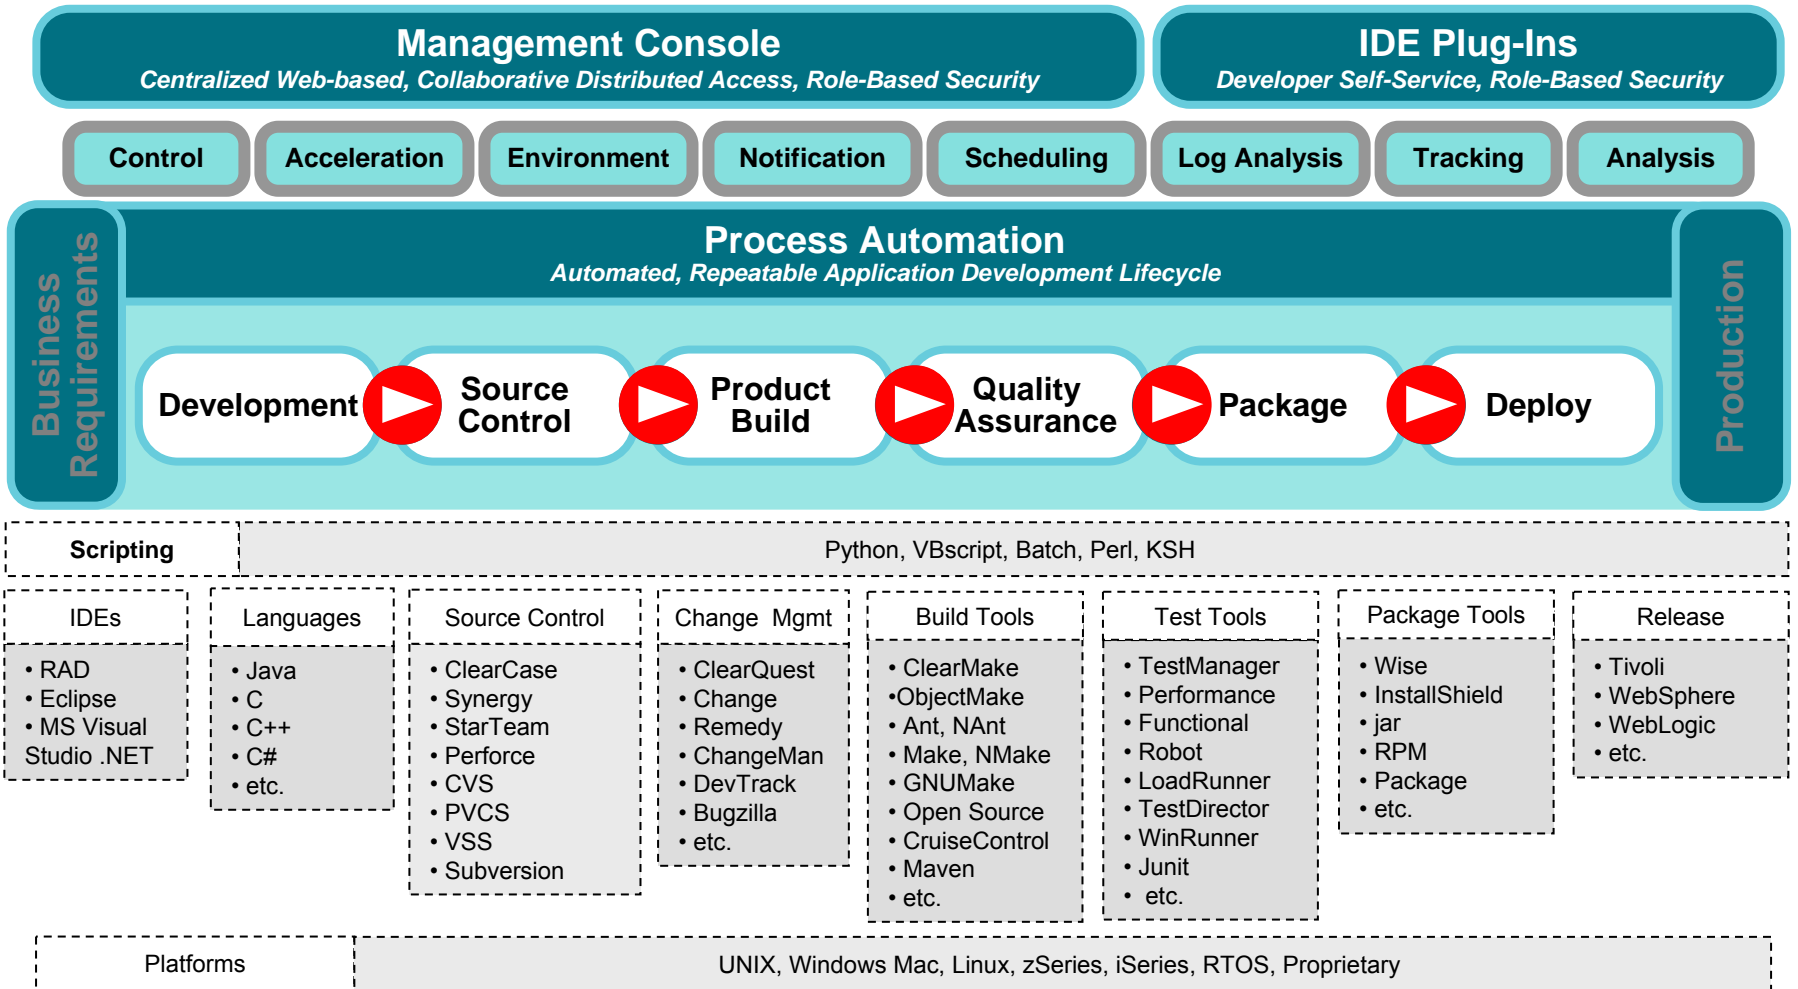 Management Console
Centralized Web-based, Collaborative Distributed Access, Role-Based Security
IDE Plug-Ins
Developer Self-Service, Role-Based Security
Control
Acceleration
Environment
Notification
Scheduling
Log Analysis
Tracking
Analysis
Business
Requirements
Process Automation
Automated, Repeatable Application Development Lifecycle
Production
Development
Source
Control
Product
Build
Quality
Assurance
Package
Deploy
Scripting
Python, VBscript, Batch, Perl, KSH
IDEs
• RAD
• Eclipse
• MS Visual
Studio .NET
Languages
• Java
• C
• C++
• C#
• etc.
Source Control
• ClearCase
• Synergy
• StarTeam
• Perforce
• CVS
• PVCS
• VSS
• Subversion
Change Mgmt
• ClearQuest
• Change
• Remedy
• ChangeMan
• DevTrack
• Bugzilla
• etc.
Build Tools
• ClearMake
•ObjectMake
• Ant, NAnt
• Make, NMake
• GNUMake
• Open Source
• CruiseControl
• Maven
• etc.
Test Tools
• TestManager
• Performance
• Functional
• Robot
• LoadRunner
• TestDirector
• WinRunner
• Junit
• etc.
Package Tools
• Wise
• InstallShield
• jar
• RPM
• Package
• etc.
Release
• Tivoli
• WebSphere
• WebLogic
• etc.
Platforms
UNIX, Windows Mac, Linux, zSeries, iSeries, RTOS, Proprietary